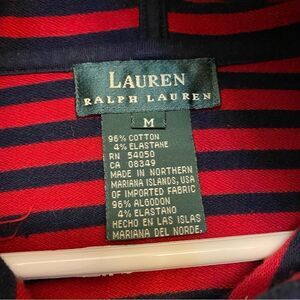 LAUREN
RALPH LAUREN
M
96% COTTON
4% ELASTANE
RN 54050
CA 08349
MADE IN NORTHERN
MARIANA ISLANDS, USA
OF IMPORTED FABRIC
96% ALGODON
4% ELASTANO
HECHO EN LAS ISLAS
MARIANA DEL NORDE.